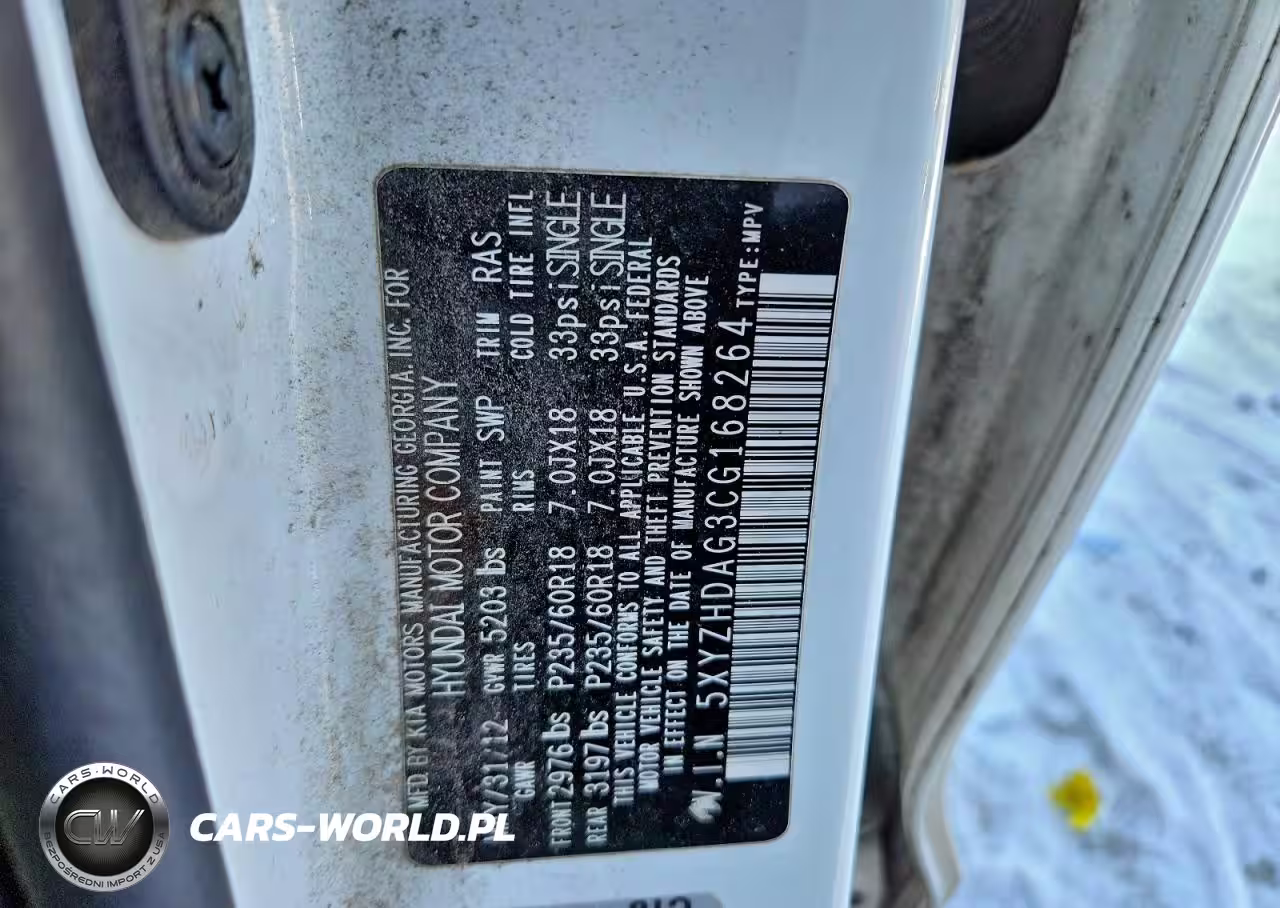 MFD BY KIA MOTORS MANUFACTURING GEORGIA. INC. FOR
HYUNDAI MOTOR COMPANY
Y/31/12 GVWR 5203 lbs PAINT SWP TRIM RAS
GAWR TIRES RIMS COLD TIRE INFL
FRONT 2976 lbs P235/60R18 7.0JX18 33psi SINGLE
REAR 3197 lbs P235/60R18 7.0JX18 33psi SINGLE
THIS VEHICLE CONFORMS TO ALL APPLICABLE U.S.A FEDERAL
MOTOR VEHICLE SAFETY AND THEFT PREVENTION STANDARDS
IN EFFECT ON THE DATE OF MANUFACTURE SHOWN ABOVE
V.I.N 5XYZHDAG3CG168264 TYPE:MPV
CARS-WORLD
CW
BEZPOŚREDNI IMPORT Z USA
CARS-WORLD.PL